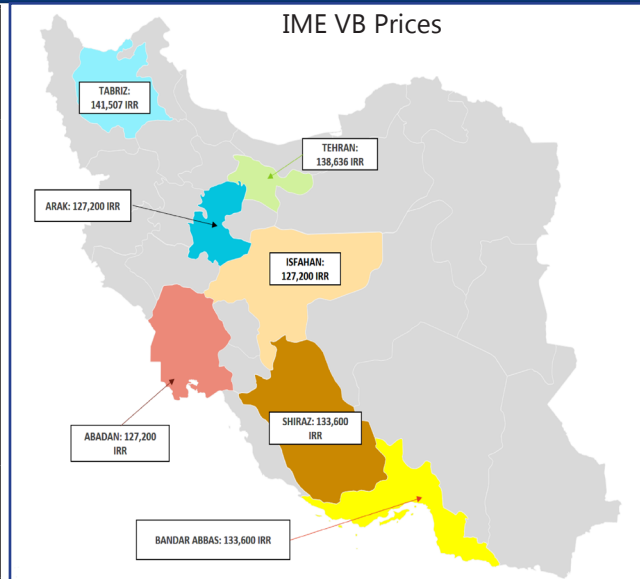 IME VB Prices
TABRIZ:
141,507 IRR
TEHRAN:
138,636 IRR
ARAK: 127,200 IRR
ISFAHAN:
127,200 IRR
SHIRAZ: 133,600
IRR
ABADAN: 127,200
IRR
BANDAR ABBAS: 133,600 IRR